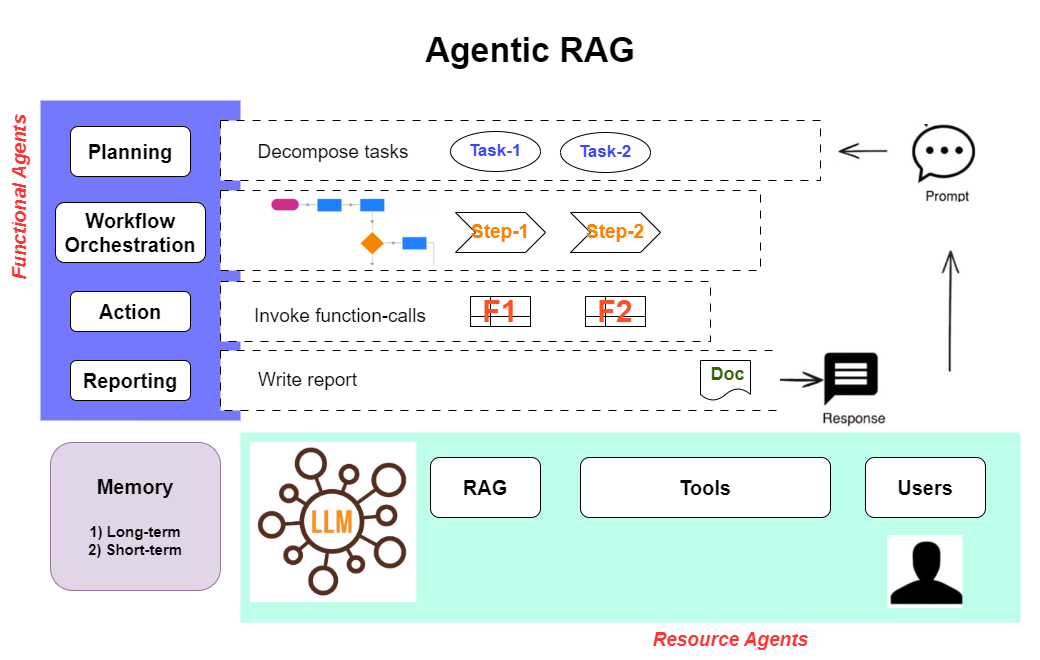 Agentic RAG
Functional Agents
Planning
Decompose tasks
Task-1
Task-2
Prompt
Workflow
Orchestration
Step-1
Step-2
Action
Invoke function-calls
F1
F2
Reporting
Write report
Doc
Response
Memory
1) Long-term
2) Short-term
LLM
RAG
Tools
Users
Resource Agents